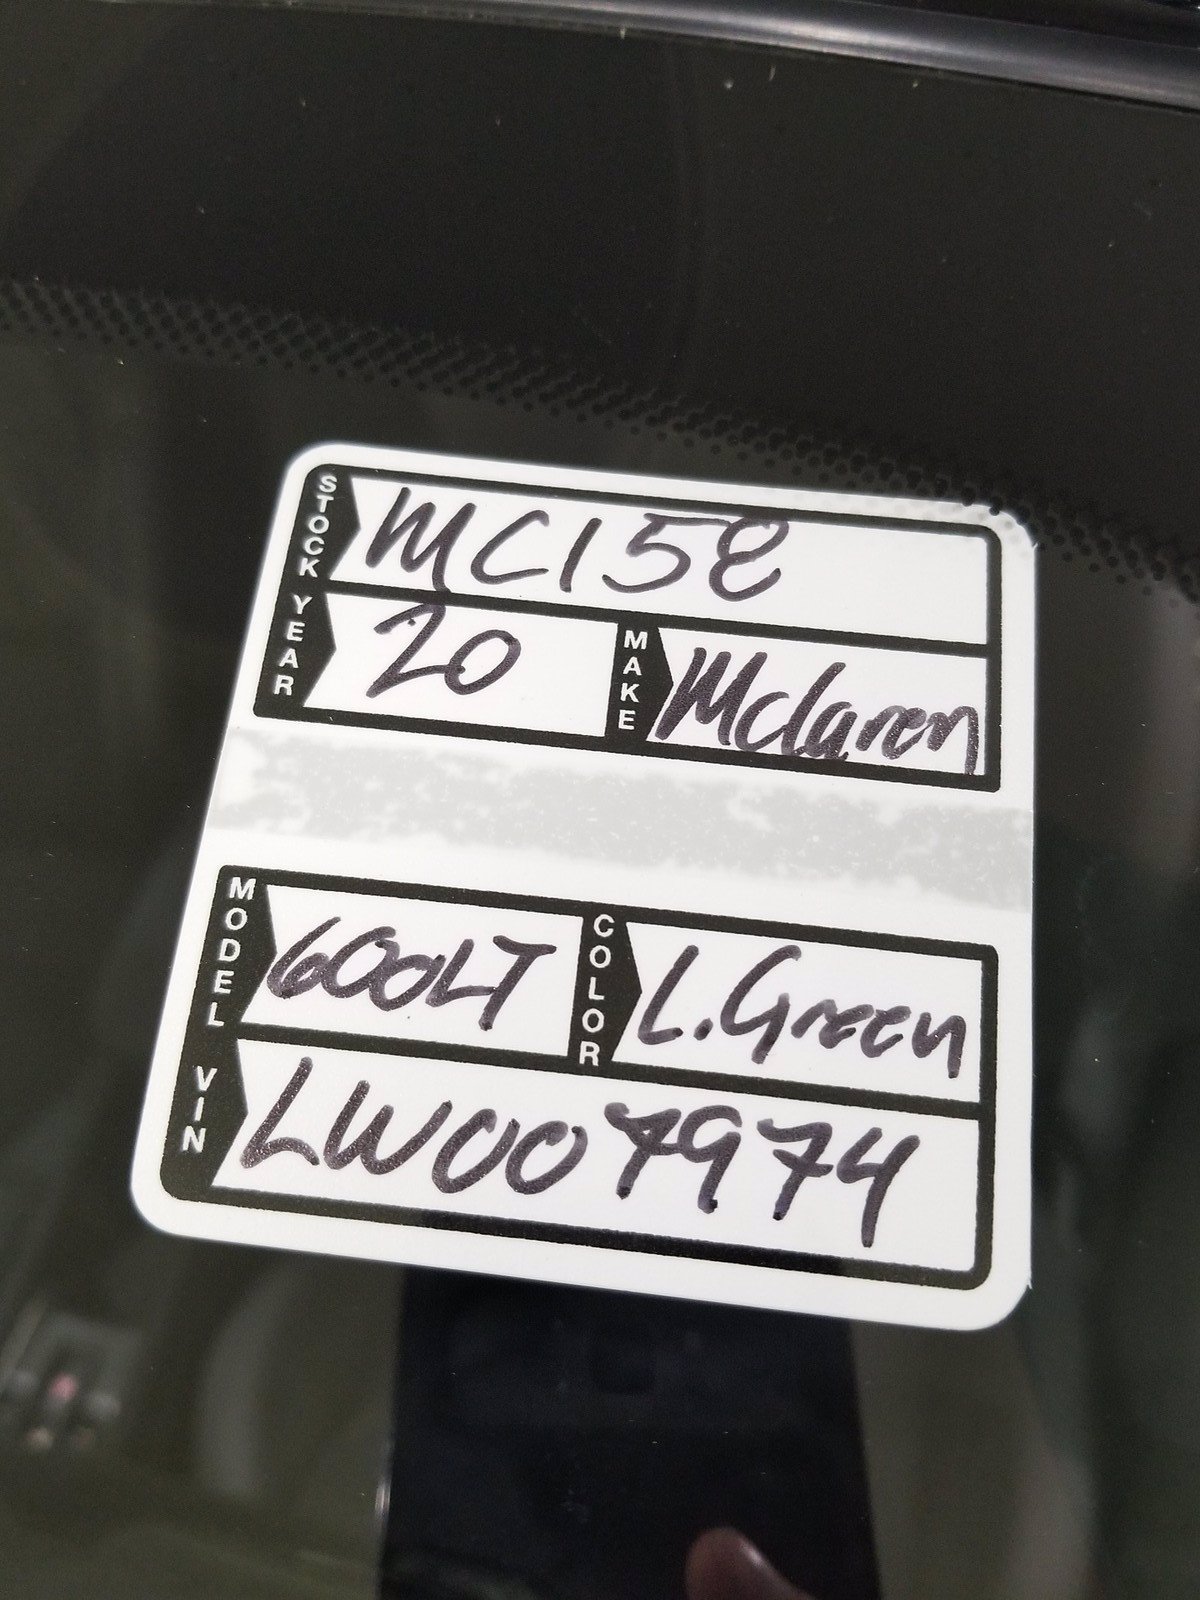 STOCK MC158
YEAR 20 MAKE Mclaren
MODEL 600LT COLOR L.Green
VIN LW007974